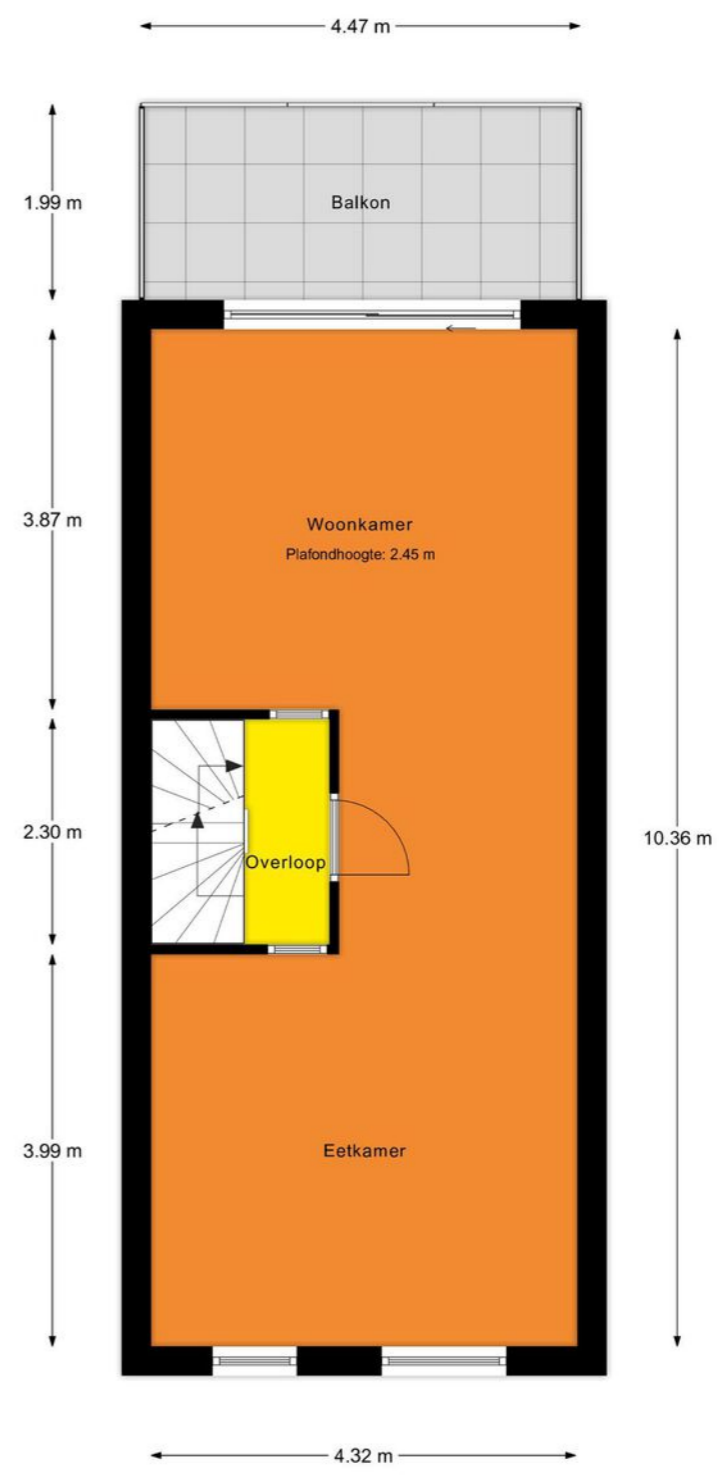 4.47 m
1.99 m
Balkon
3.87 m
Woonkamer
Plafondhoogte: 2.45 m
2.30 m
10.36 m
Overloop
3.99 m
Eetkamer
4.32 m